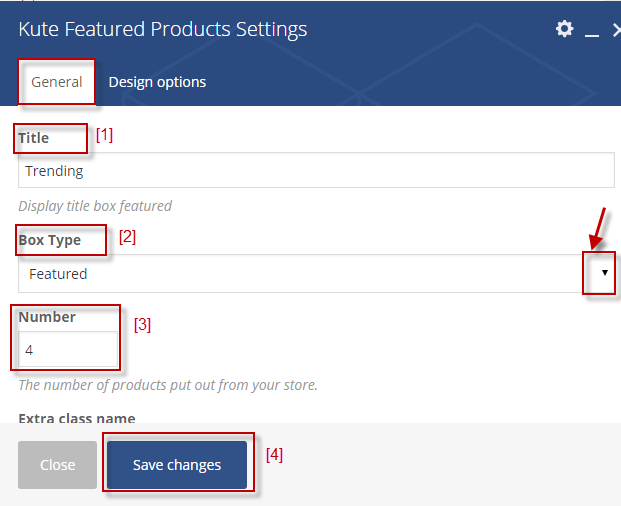 Kute Featured Products Settings
General Design options
Title [1]
Trending
Display title box featured
Box Type [2]
Featured
Number [3]
4
The number of products put out from your store.
Extra class name
Close Save changes [4]